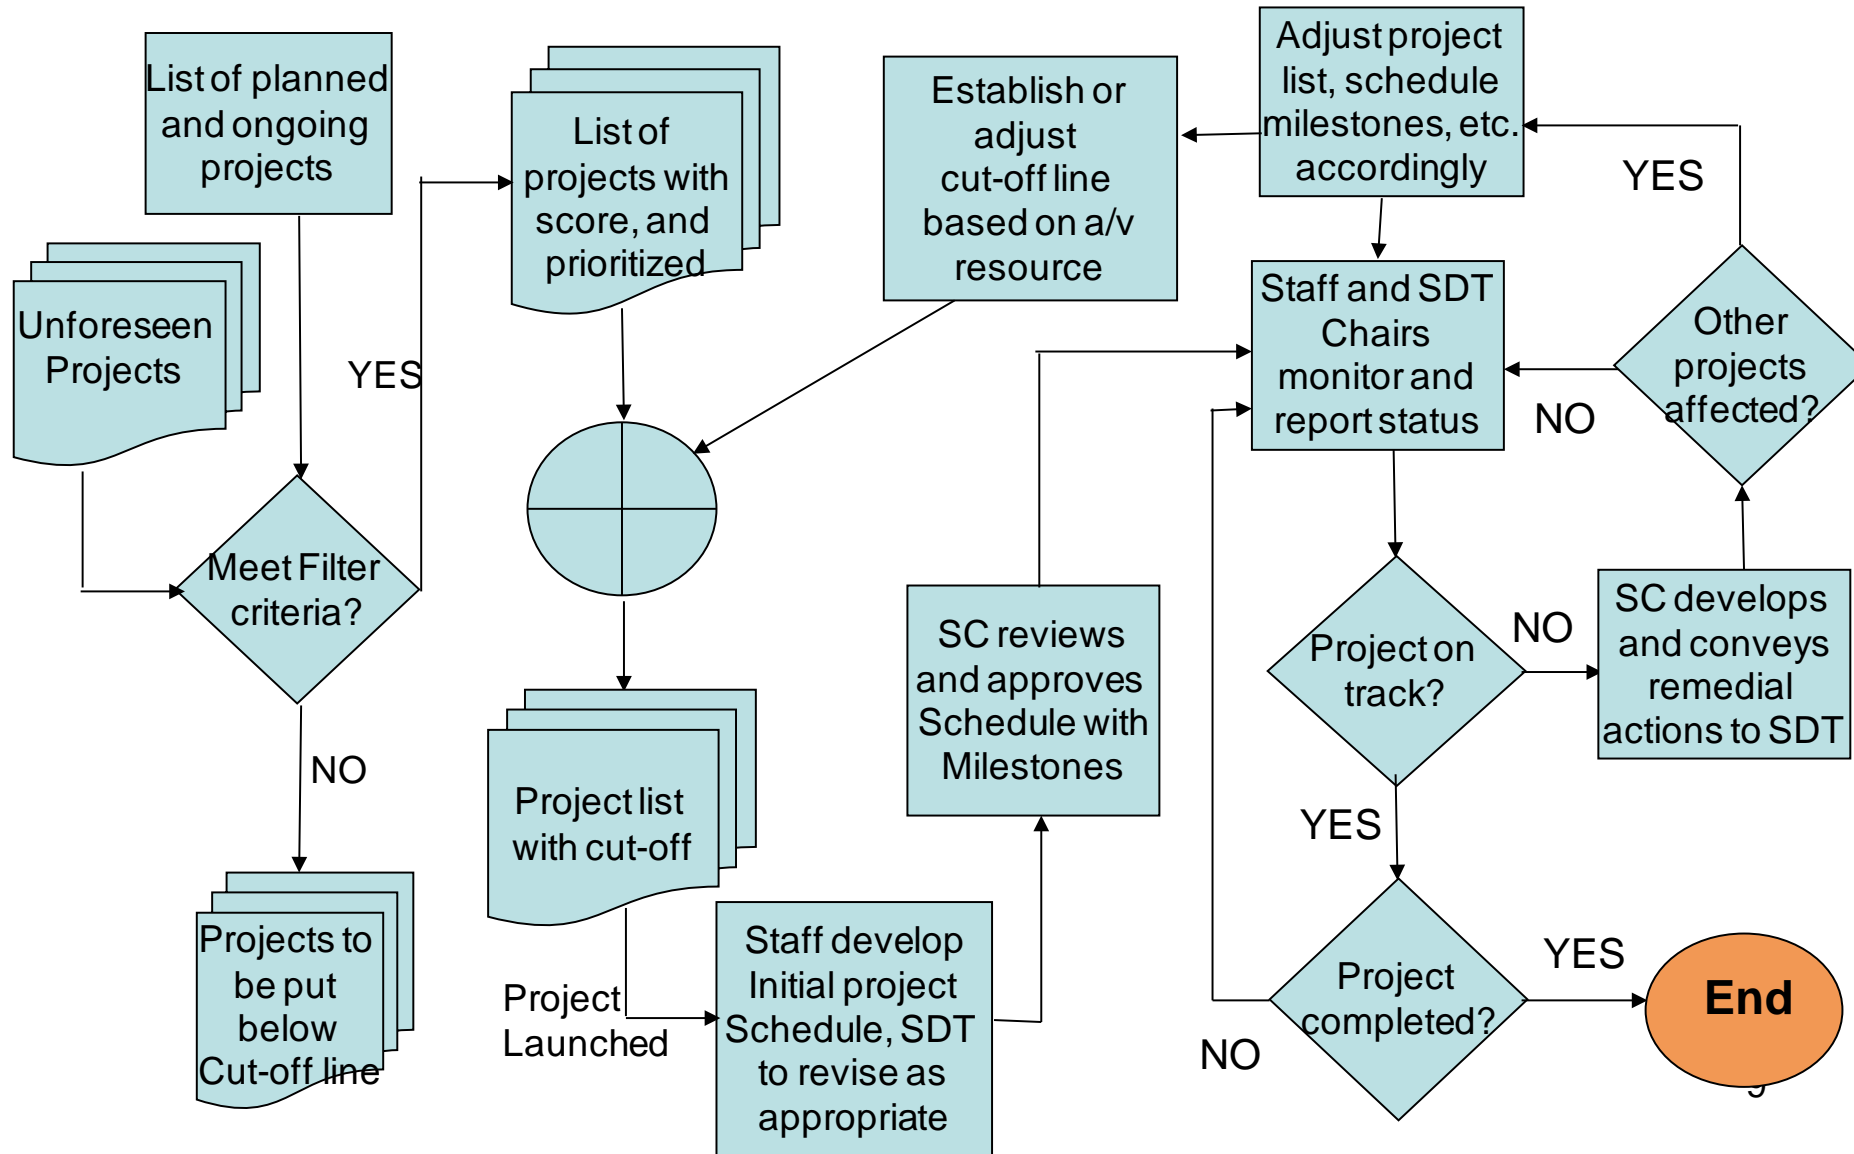 List of planned
and ongoing
projects
Unforeseen
Projects
Meet Filter
criteria?
YES
NO
Projects to
be put
below
Cut-off line
List of
projects with
score, and
prioritized
Project list
with cut-off
Project
Launched
Staff develop
Initial project
Schedule, SDT
to revise as
appropriate
SC reviews
and approves
Schedule with
Milestones
Establish or
adjust
cut-off line
based on a/v
resource
Adjust project
list, schedule
milestones, etc.
accordingly
Staff and SDT
Chairs
monitor and
report status
Project on
track?
NO
SC develops
and conveys
remedial
actions to SDT
Other
projects
affected?
YES
NO
YES
Project
completed?
NO
YES
End